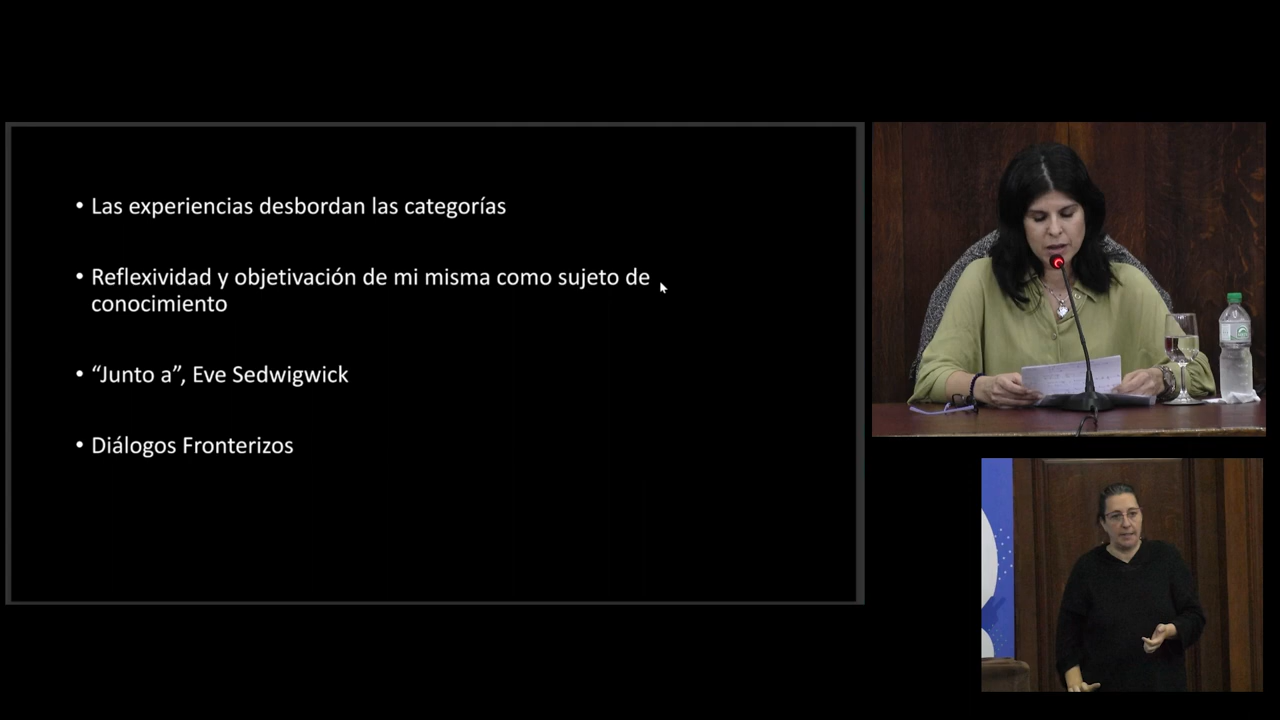 • Las experiencias desbordan las categorías
• Reflexividad y objetivación de mi misma como sujeto de
conocimiento
• “Junto a”, Eve Sedwigwick
• Diálogos Fronterizos